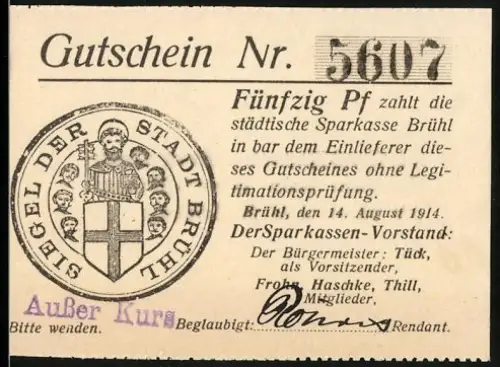 Gutschein Nr. 5607
SIEGEL DER STADT BRÜHL
Fünfzig Pf zahlt die
städtische Sparkasse Brühl
in bar dem Einlieferer die-
ses Gutscheines ohne Legi-
timationsprüfung.
Brühl, den 14. August 1914.
Der Sparkassen-Vorstand:
Der Bürgermeister: Tück,
als Vorsitzender,
Frohn, Haschke, Thill,
Mitglieder,
Außer Kurs
Bitte wenden.
Beglaubigt: Rendant.